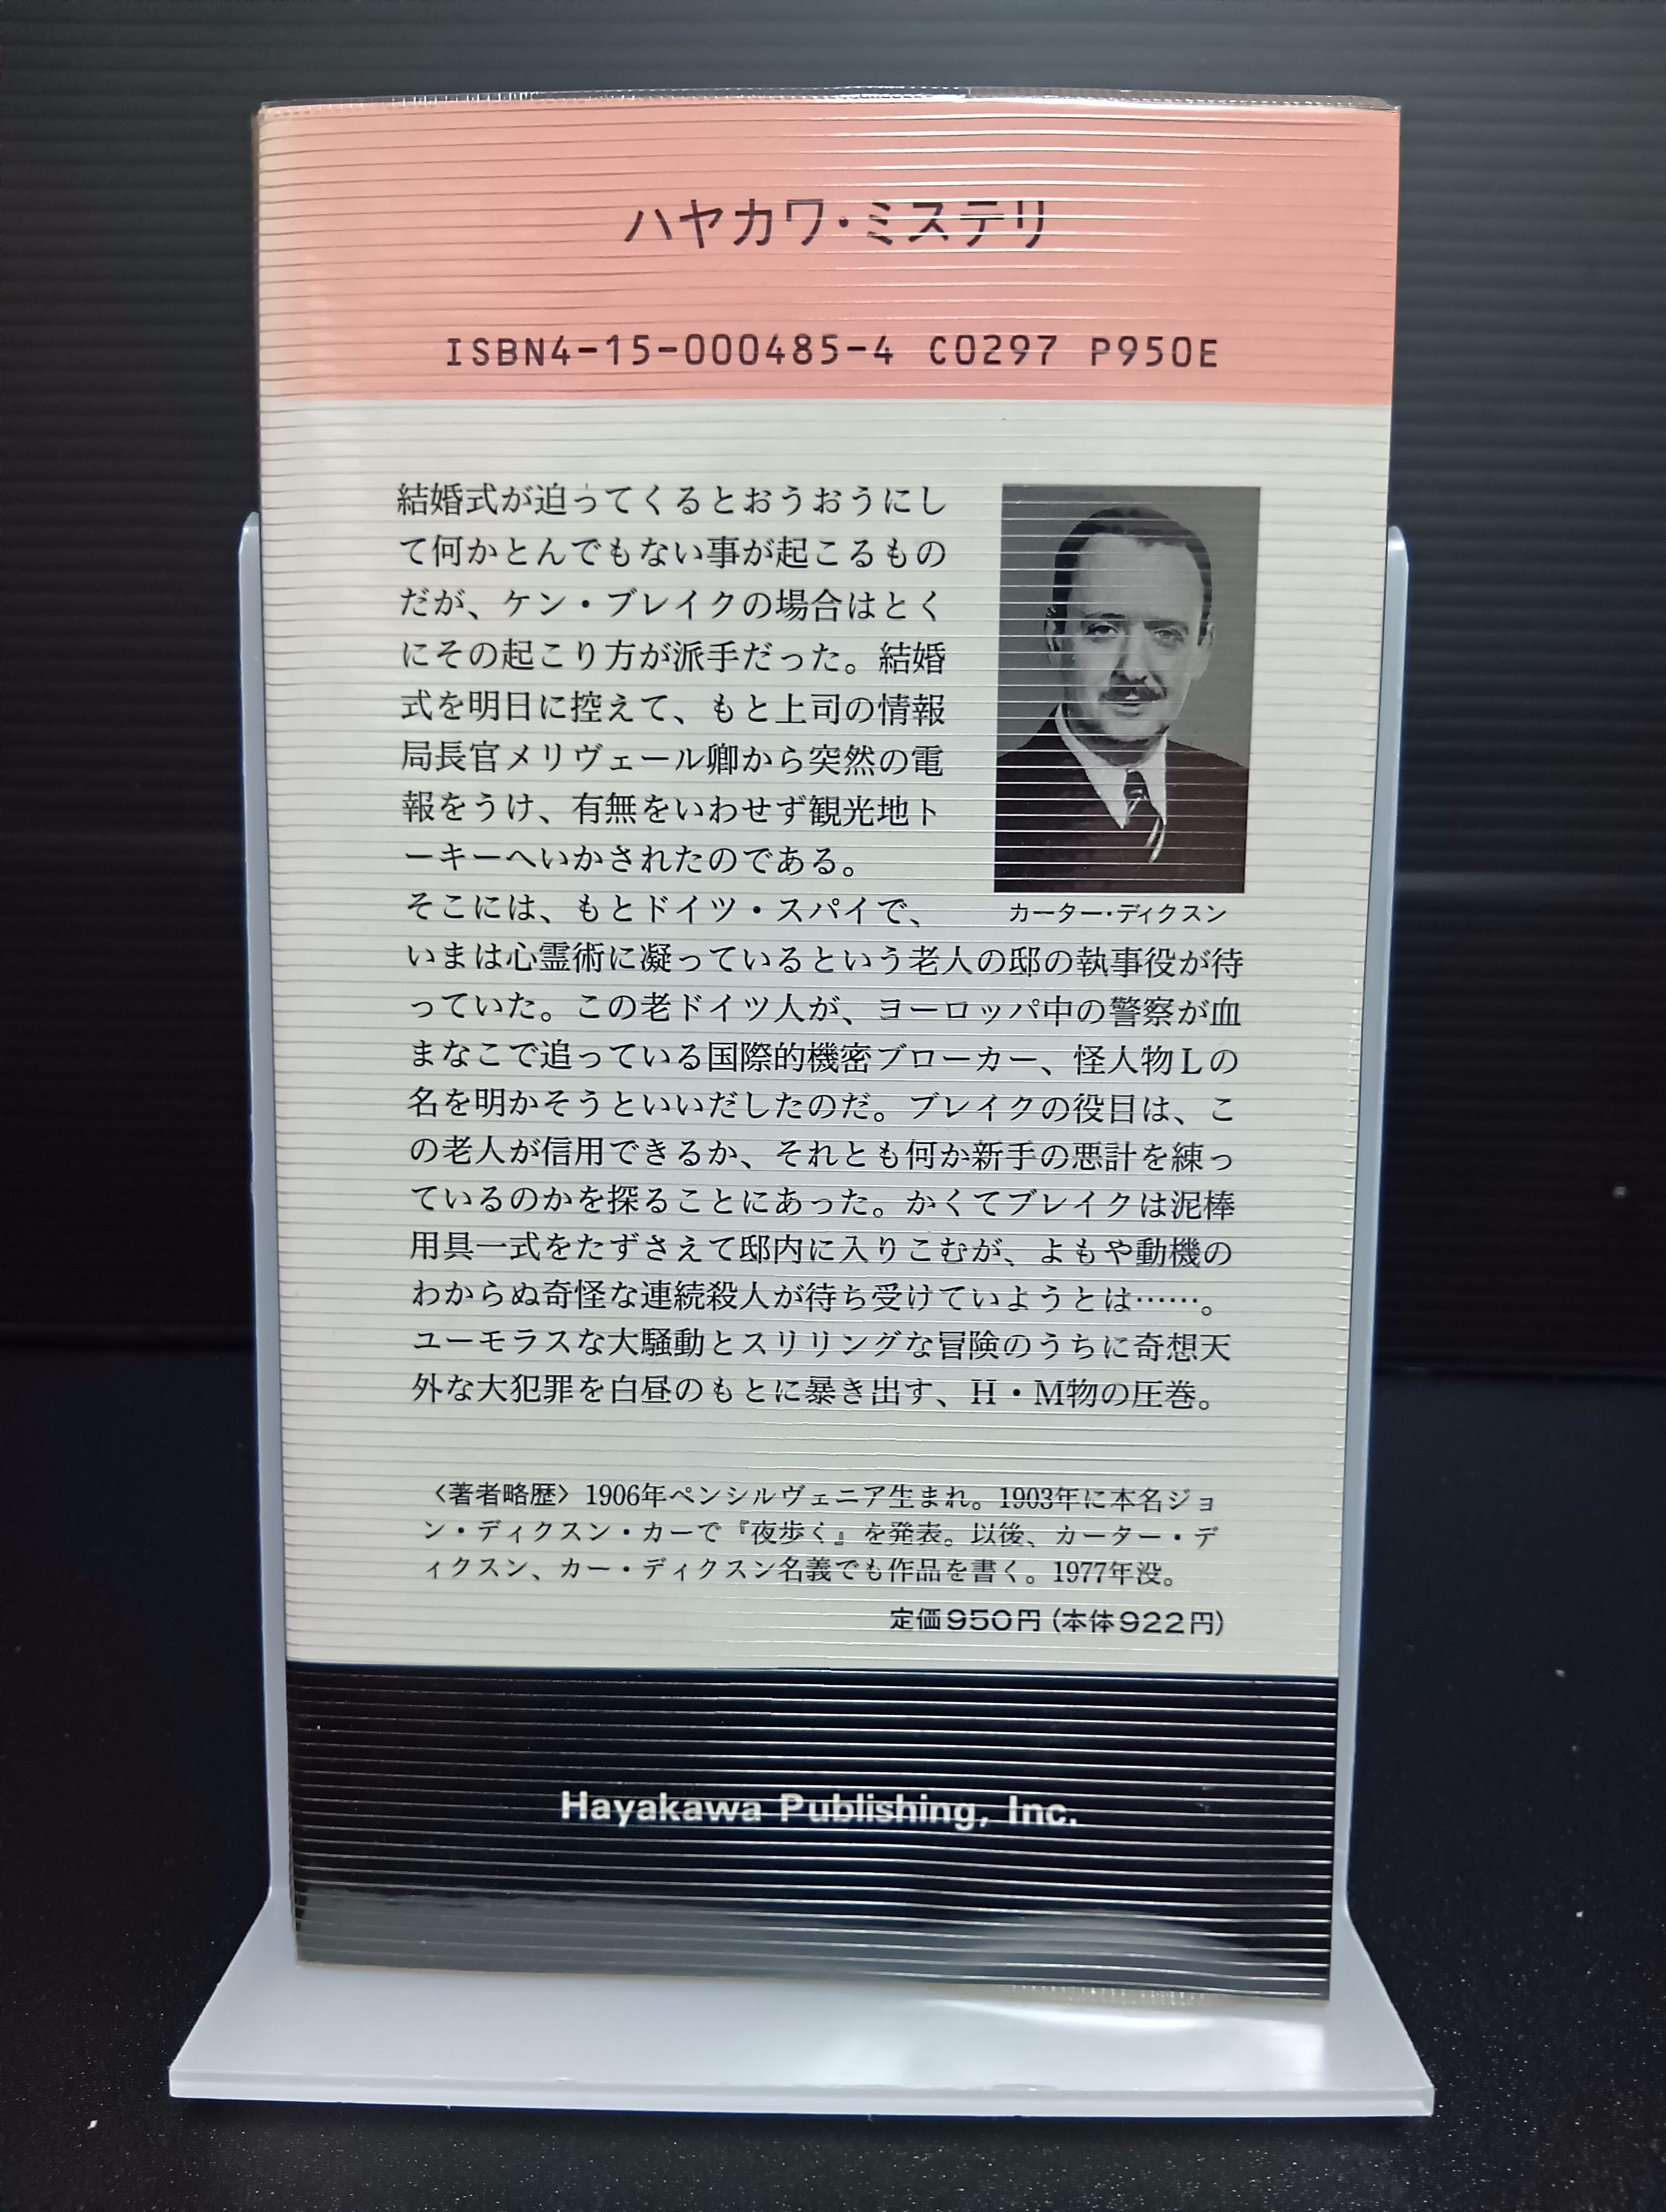 ハヤカワ・ミステリ
ISBN4-15-000485-4 C0297 P950E
結婚式が迫ってくるとおうおうにし
て何かとんでもない事が起こるもの
だが、ケン・ブレイクの場合はとく
にその起こり方が派手だった。結婚
式を明日に控えて、もと上司の情報
局長官メリヴェール卿から突然の電
報をうけ、有無をいわせず観光地ト
ーキーへいかされたのである。
そこには、もとドイツ・スパイで、
カーター・ディクスン
いまは心霊術に凝っているという老人の邸の執事役が待
っていた。この老ドイツ人が、ヨーロッパ中の警察が血
まなこで追っている国際的機密ブローカー、怪人物Lの
名を明かそうといいだしたのだ。ブレイクの役目は、こ
の老人が信用できるか、それとも何か新手の悪計を練っ
ているのかを探ることにあった。かくてブレイクは泥棒
用具一式をたずさえて邸内に入りこむが、よもや動機の
わからぬ奇怪な連続殺人が待ち受けていようとは……。
ユーモラスな大騒動とスリリングな冒険のうちに奇想天
外な大犯罪を白昼のもとに暴き出す、H・M物の圧巻。
〈著者略歴〉1906年ペンシルヴェニア生まれ。1903年に本名ジョ
ン・ディクスン・カーで『夜歩く』を発表。以後、カーター・デ
ィクスン、カー・ディクスン名義でも作品を書く。1977年没。
定価950円(本体922円)
Hayakawa Publishing, Inc.